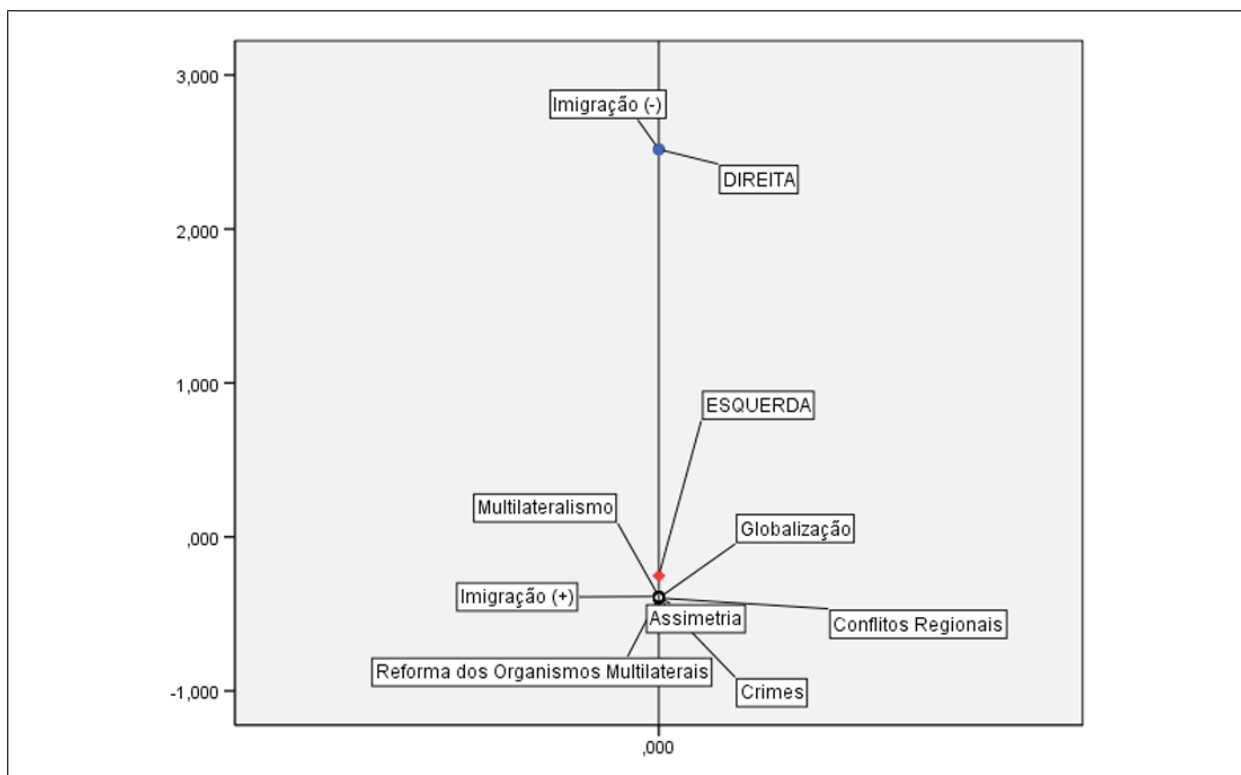 3,000
Imigração (-)
DIREITA
2,000
1,000
ESQUERDA
Multilateralismo
Globalização
,000
Imigração (+)
Assimetria
Conflitos Regionais
Reforma dos Organismos Multilaterais
Crimes
-1,000
,000